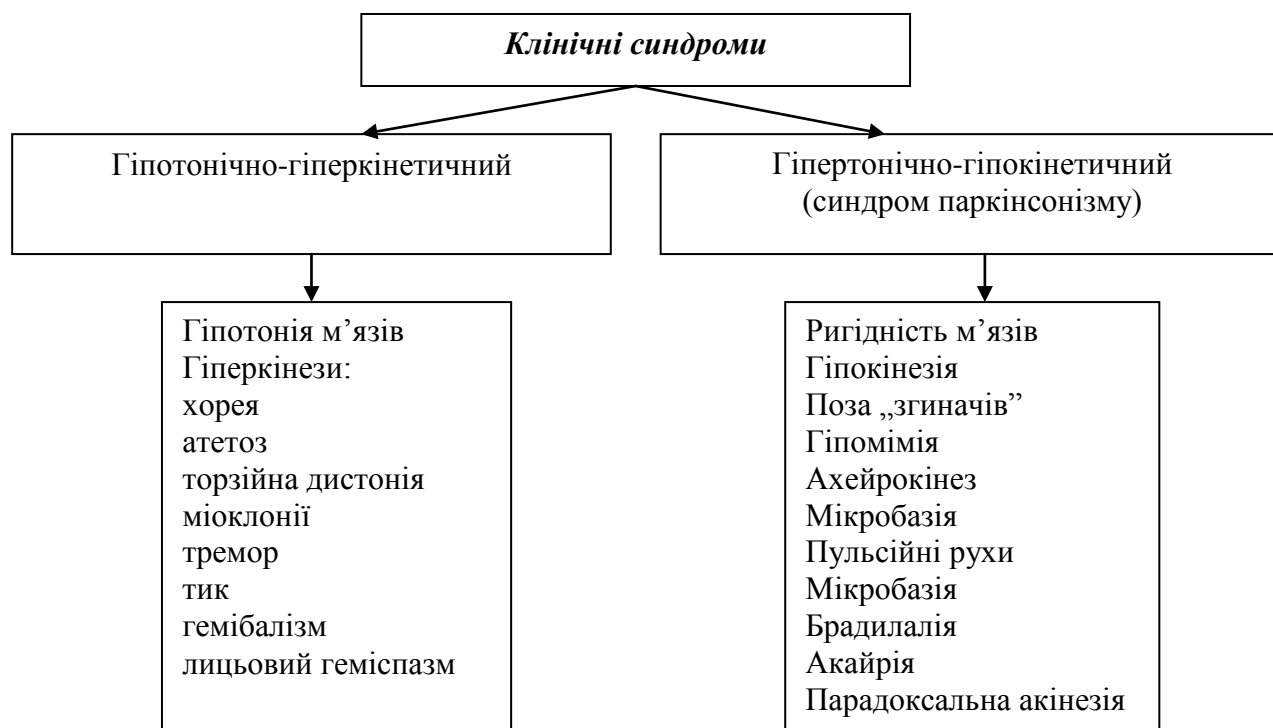 Клінічні синдроми
Гіпотонічно-гіперкінетичний
Гіпертонічно-гіпокінетичний
(синдром паркінсонізму)
Гіпотонія м’язів
Гіперкінези:
хорея
атетоз
торзійна дистонія
міоклонії
тремор
тик
гемібалізм
лицьовий геміспазм
Ригідність м’язів
Гіпокінезія
Поза „згиначів”
Гіпомімія
Ахейрокінез
Мікробазія
Пульсійні рухи
Мікробазія
Брадилалія
Акайрія
Парадоксальна акінезія